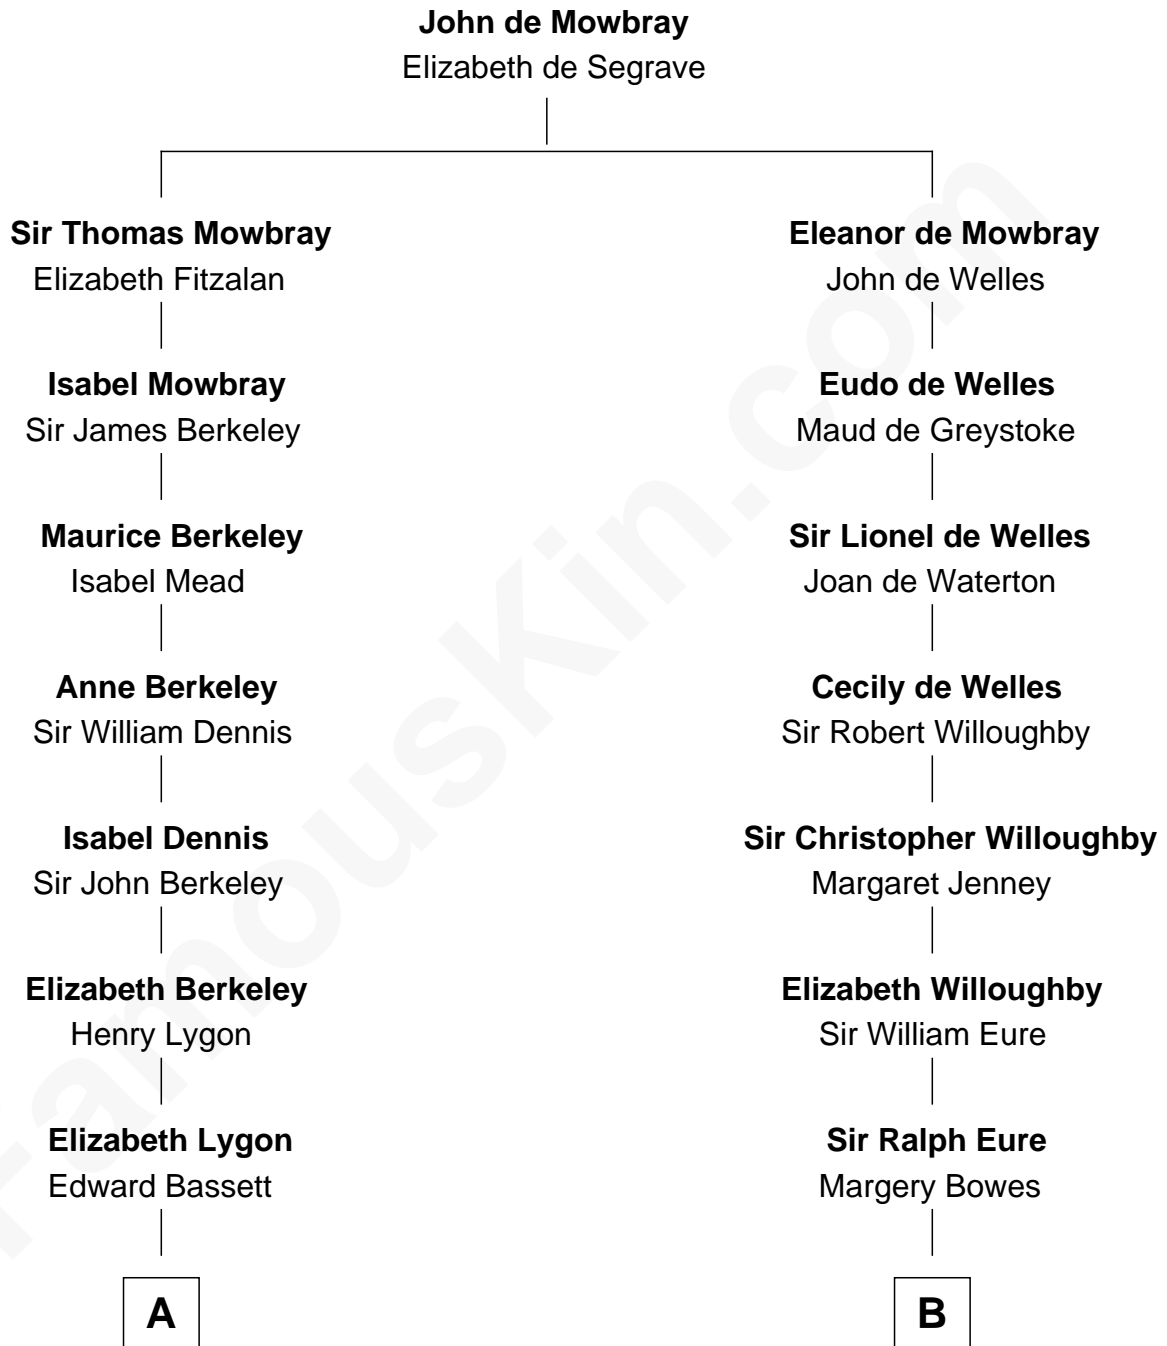 John de Mowbray
Elizabeth de Segrave
Sir Thomas Mowbray
Elizabeth Fitzalan
Eleanor de Mowbray
John de Welles
Isabel Mowbray
Sir James Berkeley
Eudo de Welles
Maud de Greystoke
Maurice Berkeley
Isabel Mead
Sir Lionel de Welles
Joan de Waterton
Anne Berkeley
Sir William Dennis
Cecily de Welles
Sir Robert Willoughby
Isabel Dennis
Sir John Berkeley
Sir Christopher Willoughby
Margaret Jenney
Elizabeth Berkeley
Henry Lygon
Elizabeth Willoughby
Sir William Eure
Elizabeth Lygon
Edward Bassett
Sir Ralph Eure
Margery Bowes
A
B
FamousKin.com